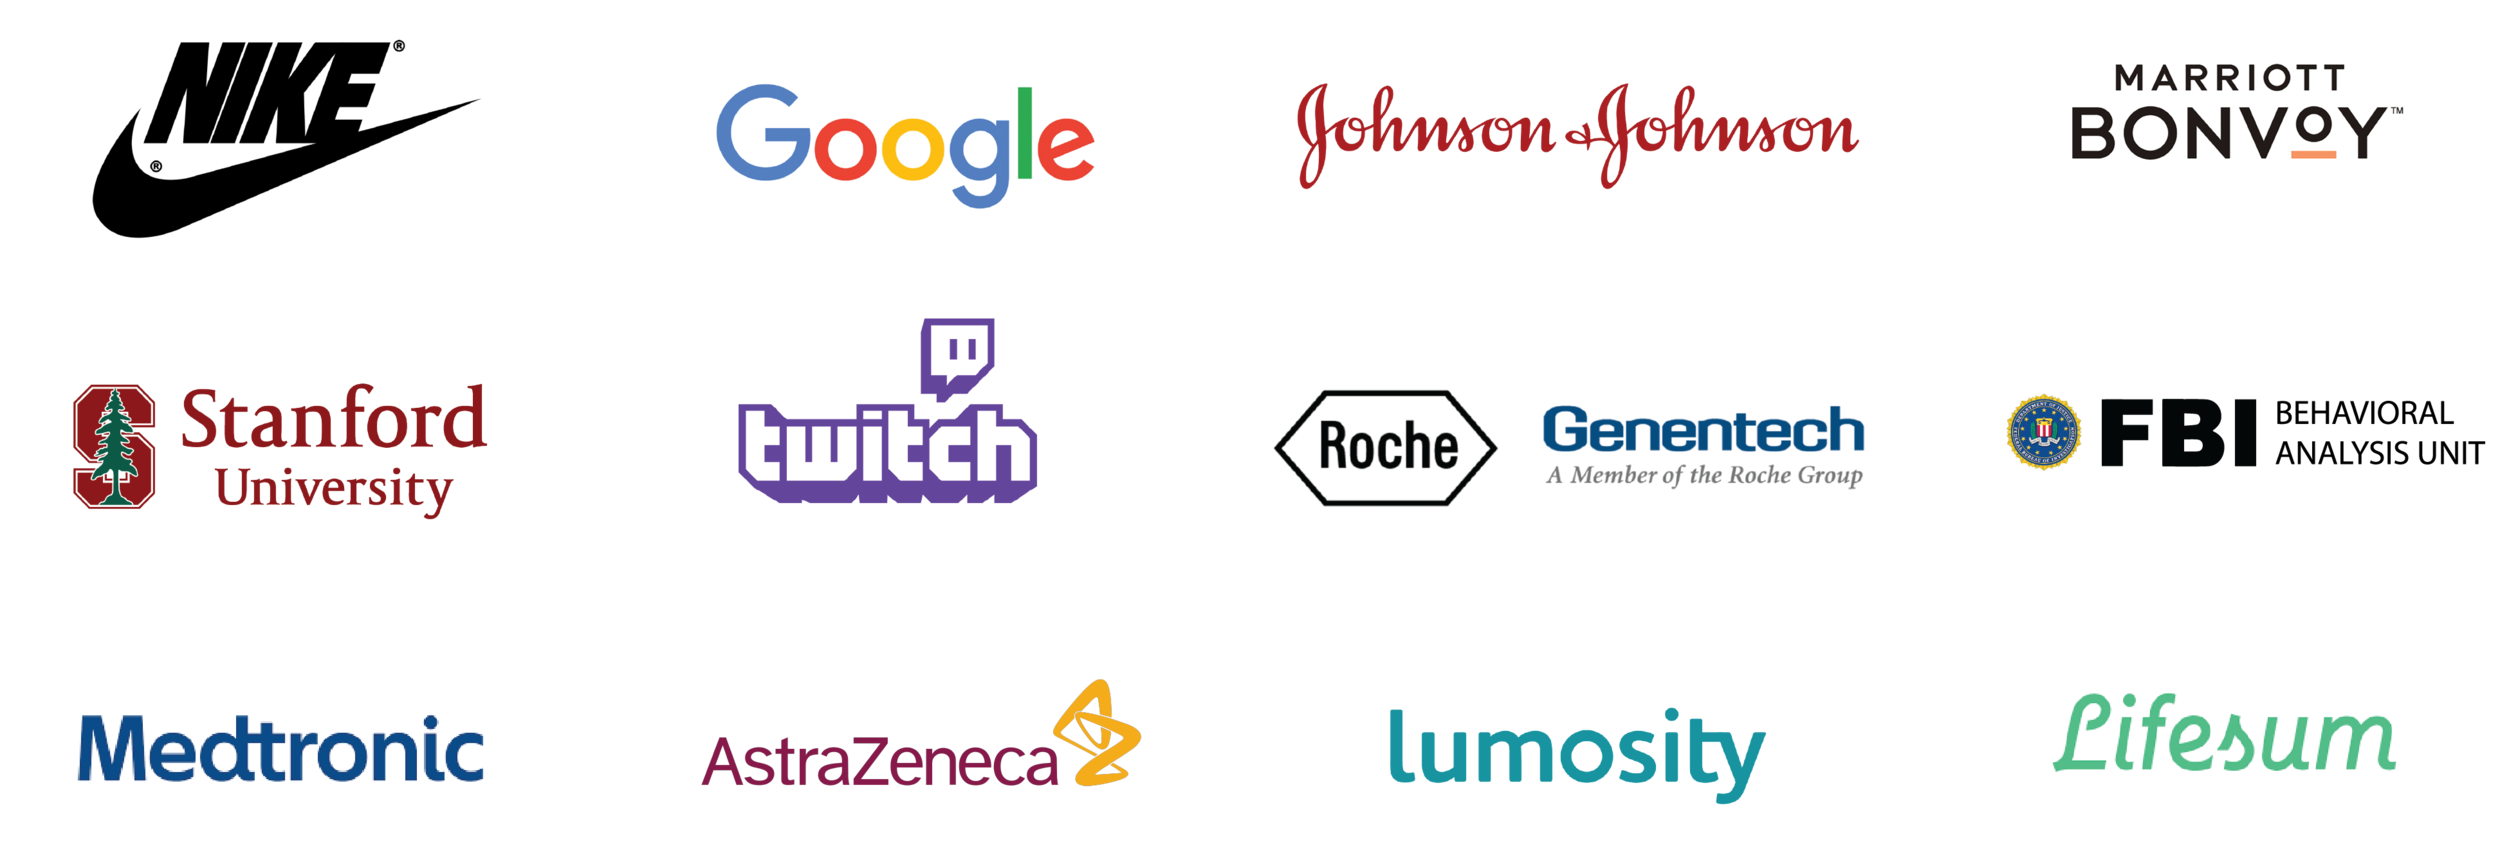 NIKE®
®
Google
Johnson & Johnson
MARRIOTT
BONVOY™
Stanford
University
twitch
Roche
Genentech
A Member of the Roche Group
FBI
BEHAVIORAL
ANALYSIS UNIT
Medtronic
AstraZeneca
lumosity
Lifesum